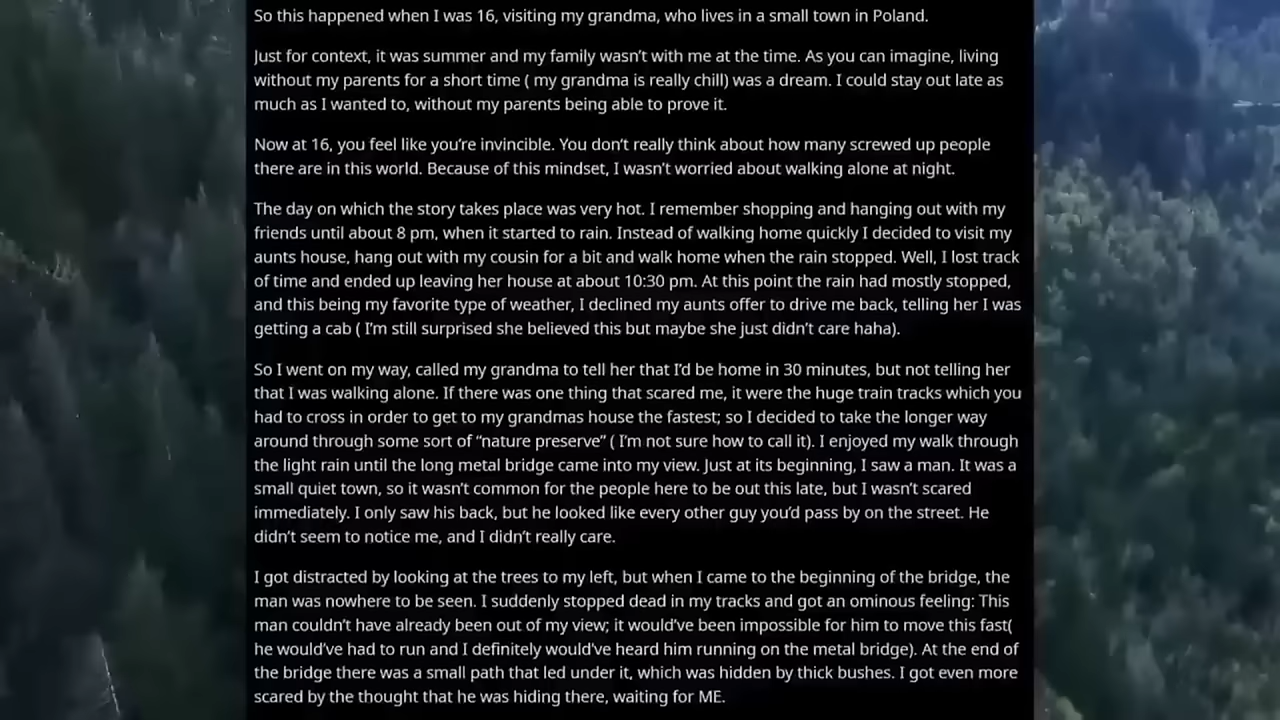 So this happened when I was 16, visiting my grandma, who lives in a small town in Poland.
Just for context, it was summer and my family wasn't with me at the time. As you can imagine, living
without my parents for a short time ( my grandma is really chill) was a dream. I could stay out late as
much as I wanted to, without my parents being able to prove it.
Now at 16, you feel like you're invincible. You don't really think about how many screwed up people
there are in this world. Because of this mindset, I wasn't worried about walking alone at night.
The day on which the story takes place was very hot. I remember shopping and hanging out with my
friends until about 8 pm, when it started to rain. Instead of walking home quickly I decided to visit my
aunts house, hang out with my cousin for a bit and walk home when the rain stopped. Well, I lost track
of time and ended up leaving her house at about 10:30 pm. At this point the rain had mostly stopped,
and this being my favorite type of weather, I declined my aunts offer to drive me back, telling her I was
getting a cab ( I'm still surprised she believed this but maybe she just didn't care haha).
So I went on my way, called my grandma to tell her that I'd be home in 30 minutes, but not telling her
that I was walking alone. If there was one thing that scared me, it were the huge train tracks which you
had to cross in order to get to my grandmas house the fastest; so I decided to take the longer way
around through some sort of "nature preserve" ( I'm not sure how to call it). I enjoyed my walk through
the light rain until the long metal bridge came into my view. Just at its beginning, I saw a man. It was a
small quiet town, so it wasn't common for the people here to be out this late, but I wasn't scared
immediately. I only saw his back, but he looked like every other guy you'd pass by on the street. He
didn't seem to notice me, and I didn't really care.
I got distracted by looking at the trees to my left, but when I came to the beginning of the bridge, the
man was nowhere to be seen. I suddenly stopped dead in my tracks and got an ominous feeling: This
man couldn't have already been out of my view; it would've been impossible for him to move this fast(
he would've had to run and I definitely would've heard him running on the metal bridge). At the end of
the bridge there was a small path that led under it, which was hidden by thick bushes. I got even more
scared by the thought that he was hiding there, waiting for ME.